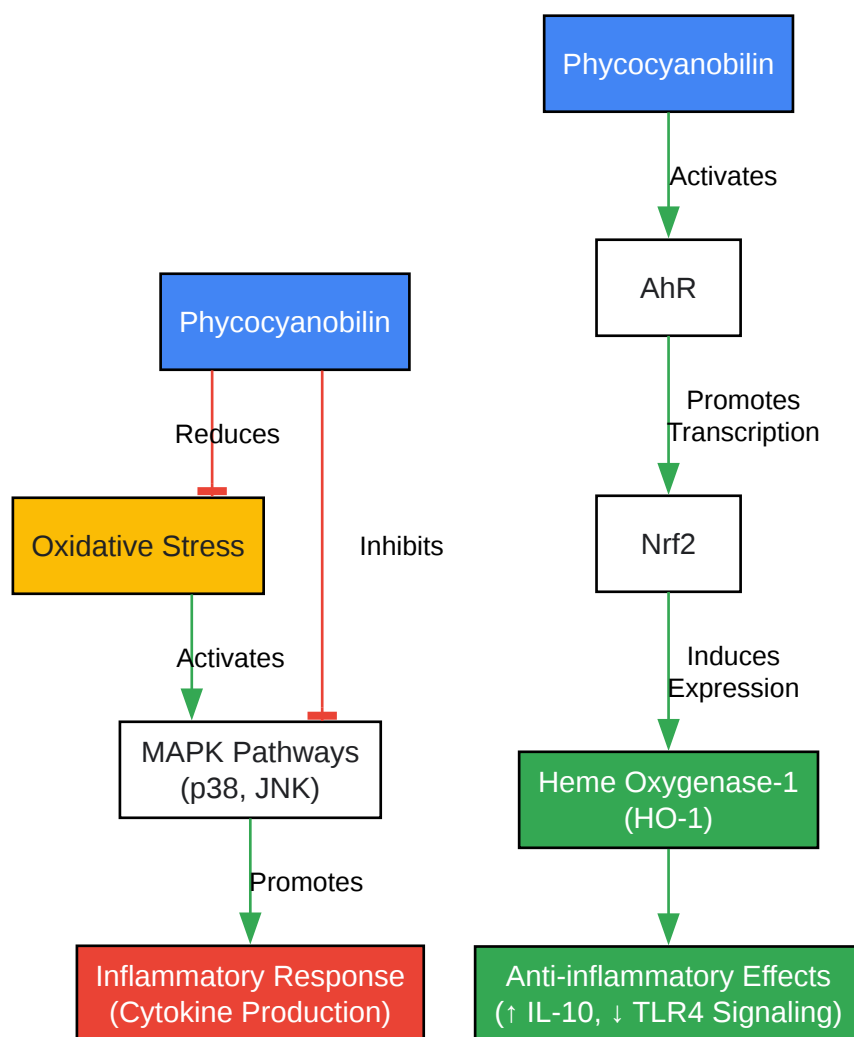 Phycocyanobilin
Reduces
Oxidative Stress
Inhibits
Activates
MAPK Pathways
(p38, JNK)
Promotes
Inflammatory Response
(Cytokine Production)
Phycocyanobilin
Activates
AhR
Promotes
Transcription
Nrf2
Induces
Expression
Heme Oxygenase-1
(HO-1)
Anti-inflammatory Effects
(↑ IL-10, ↓ TLR4 Signaling)